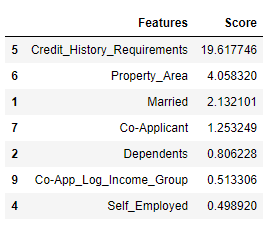 Features Score
5 Credit_History_Requirements 19.617746
6 Property_Area 4.058320
1 Married 2.132101
7 Co-Applicant 1.253249
2 Dependents 0.806228
9 Co-App_Log_Income_Group 0.513306
4 Self_Employed 0.498920